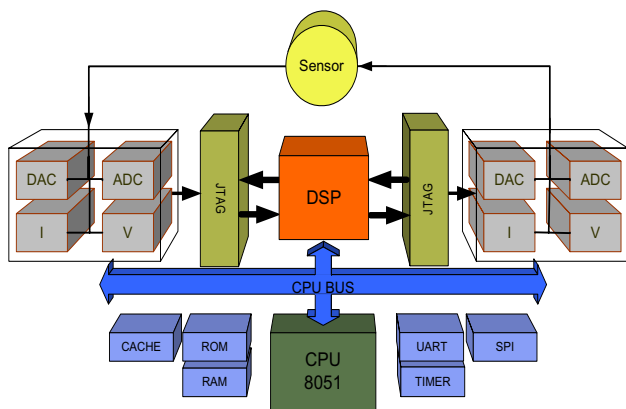 Sensor
DAC
ADC
I
V
JTAG
DSP
JTAG
DAC
ADC
I
V
CPU BUS
CACHE
ROM
RAM
CPU
8051
UART
SPI
TIMER